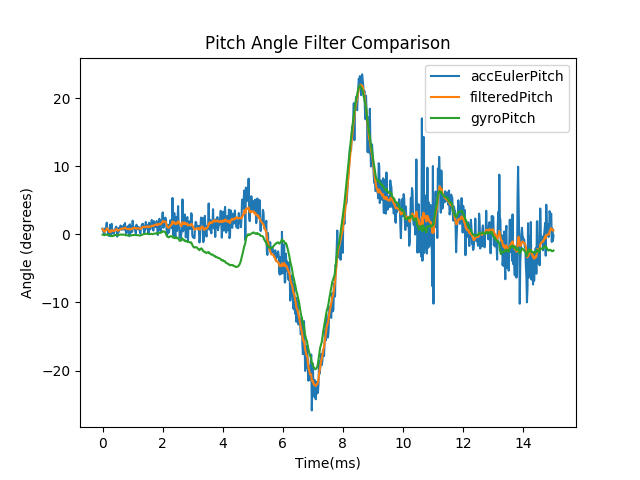 Pitch Angle Filter Comparison
accEulerPitch
filteredPitch
gyroPitch
Angle (degrees)
20
10
0
−10
−20
0 2 4 6 8 10 12 14
Time(ms)